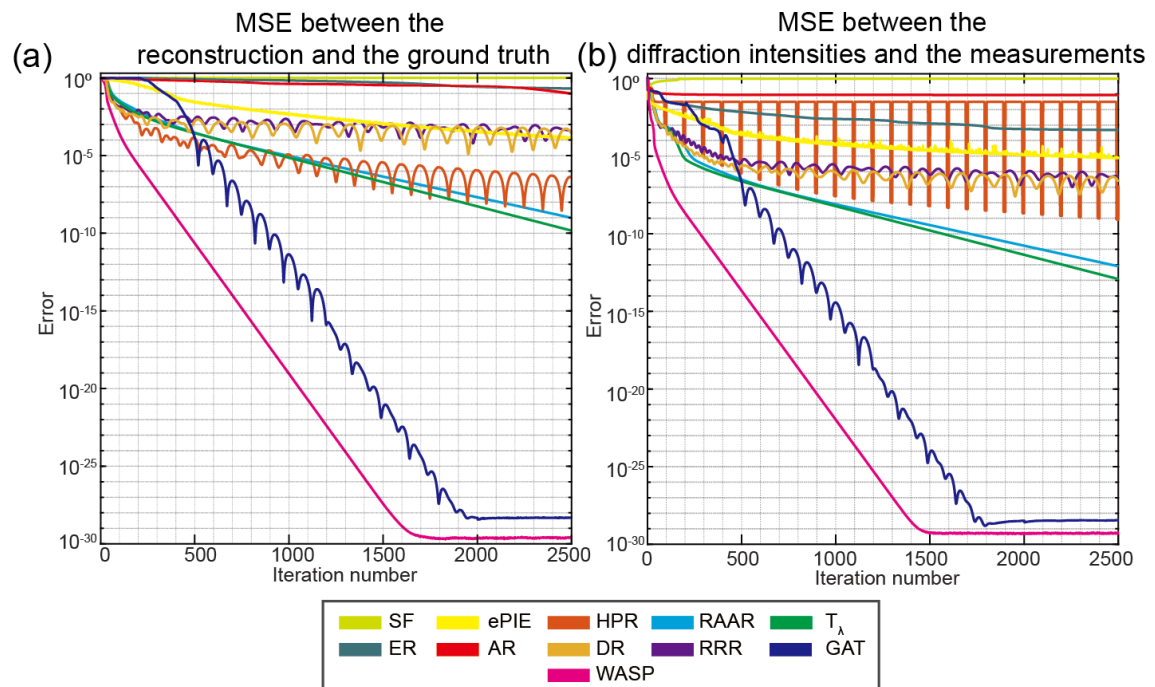 MSE between the
reconstruction and the ground truth
(a)
10⁰
10⁻⁵
10⁻¹⁰
10⁻¹⁵
10⁻²⁰
10⁻²⁵
10⁻³⁰
Error
0 500 1000 1500 2000 2500
Iteration number
MSE between the
diffraction intensities and the measurements
(b)
10⁰
10⁻⁵
10⁻¹⁰
10⁻¹⁵
10⁻²⁰
10⁻²⁵
10⁻³⁰
Error
0 500 1000 1500 2000 2500
Iteration number
SF ePIE HPR RAAR T_λ
ER AR DR RRR GAT
WASP